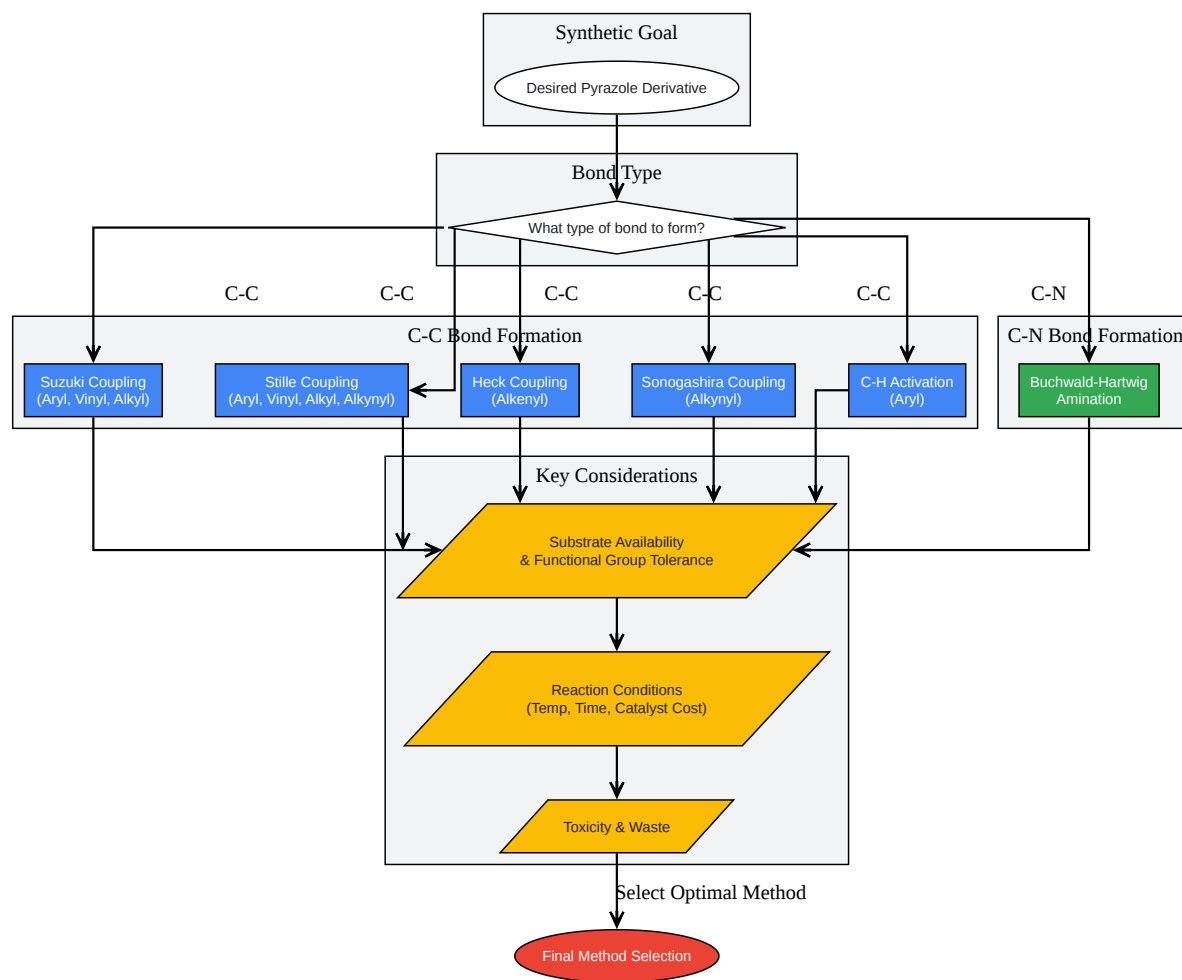 Synthetic Goal
Desired Pyrazole Derivative
Bond Type
What type of bond to form?
C-C
C-C
C-C
C-C
C-C
C-N
C-C Bond Formation
C-N Bond Formation
Suzuki Coupling
(Aryl, Vinyl, Alkyl)
Stille Coupling
(Aryl, Vinyl, Alkyl, Alkynyl)
Heck Coupling
(Alkenyl)
Sonogashira Coupling
(Alkynyl)
C-H Activation
(Aryl)
Buchwald-Hartwig
Amination
Key Considerations
Substrate Availability
& Functional Group Tolerance
Reaction Conditions
(Temp, Time, Catalyst Cost)
Toxicity & Waste
Select Optimal Method
Final Method Selection